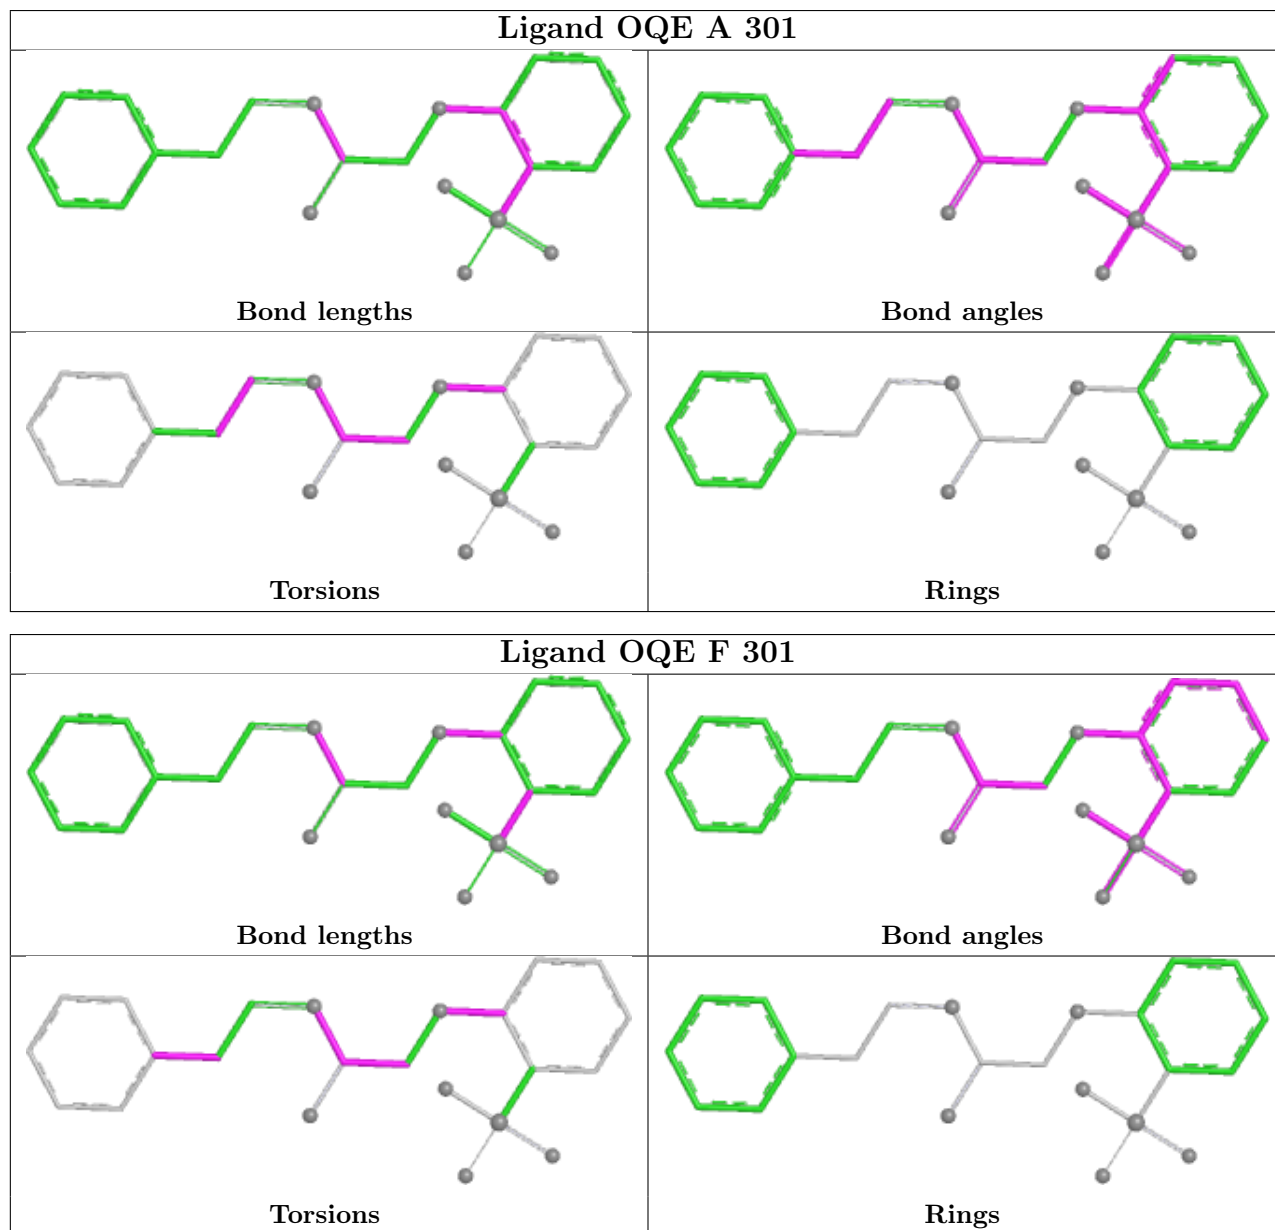 Ligand OQE A 301
Bond lengths
Bond angles
Torsions
Rings
Ligand OQE F 301
Bond lengths
Bond angles
Torsions
Rings